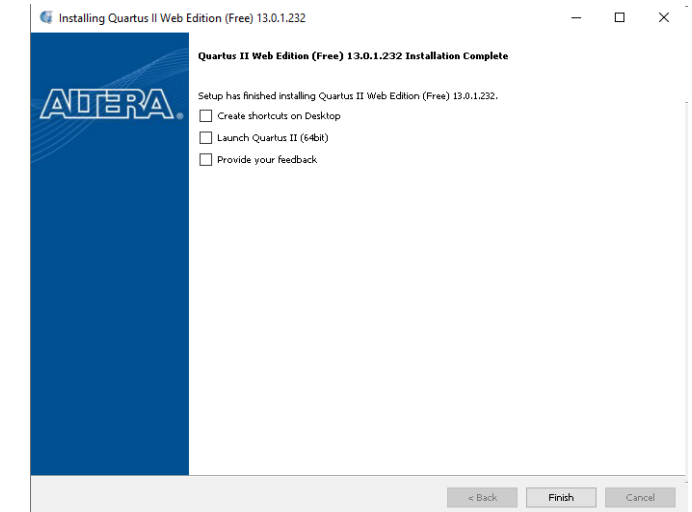 Installing Quartus II Web Edition (Free) 13.0.1.232
Quartus II Web Edition (Free) 13.0.1.232 Installation Complete
ALTERA®
Setup has finished installing Quartus II Web Edition (Free) 13.0.1.232.
Create shortcuts on Desktop
Launch Quartus II (64bit)
Provide your feedback
< Back
Finish
Cancel